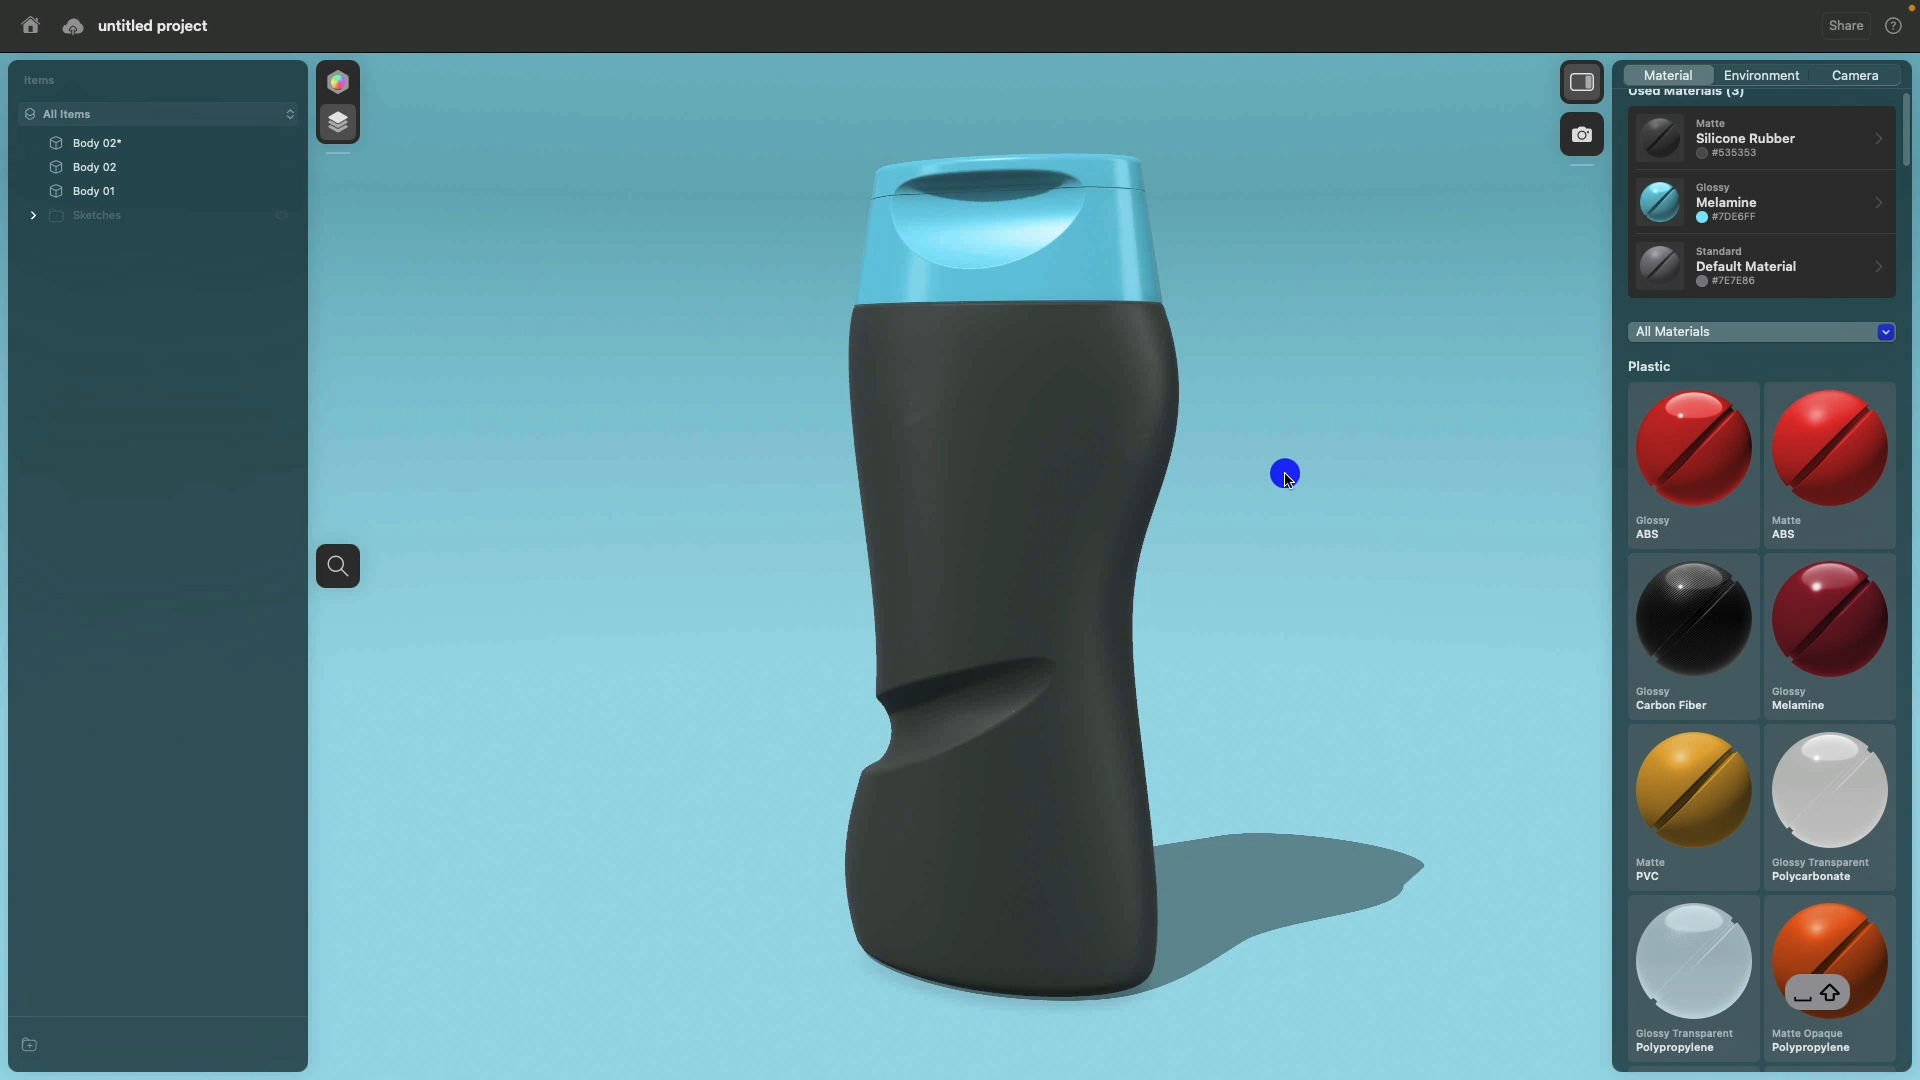 untitled project
Share
Items
All Items
Body 02*
Body 02
Body 01
Sketches
Material
Environment
Camera
Used Materials (3)
Matte
Silicone Rubber
#535353
Glossy
Melamine
#7DE6FF
Standard
Default Material
#7E7E86
All Materials
Plastic
Glossy
ABS
Matte
ABS
Glossy
Carbon Fiber
Glossy
Melamine
Matte
PVC
Glossy Transparent
Polycarbonate
Glossy Transparent
Polypropylene
Matte Opaque
Polypropylene